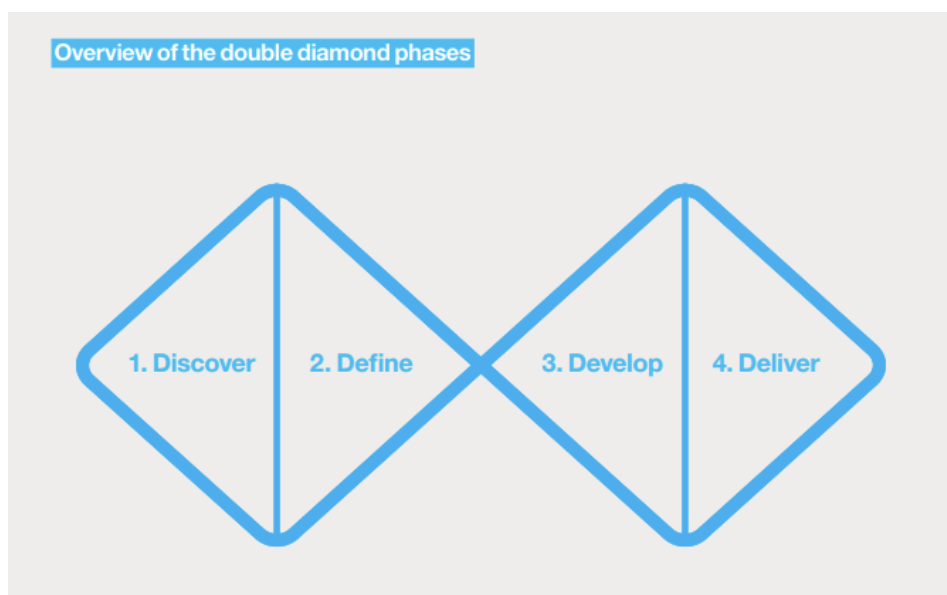 Overview of the double diamond phases
1. Discover
2. Define
3. Develop
4. Deliver